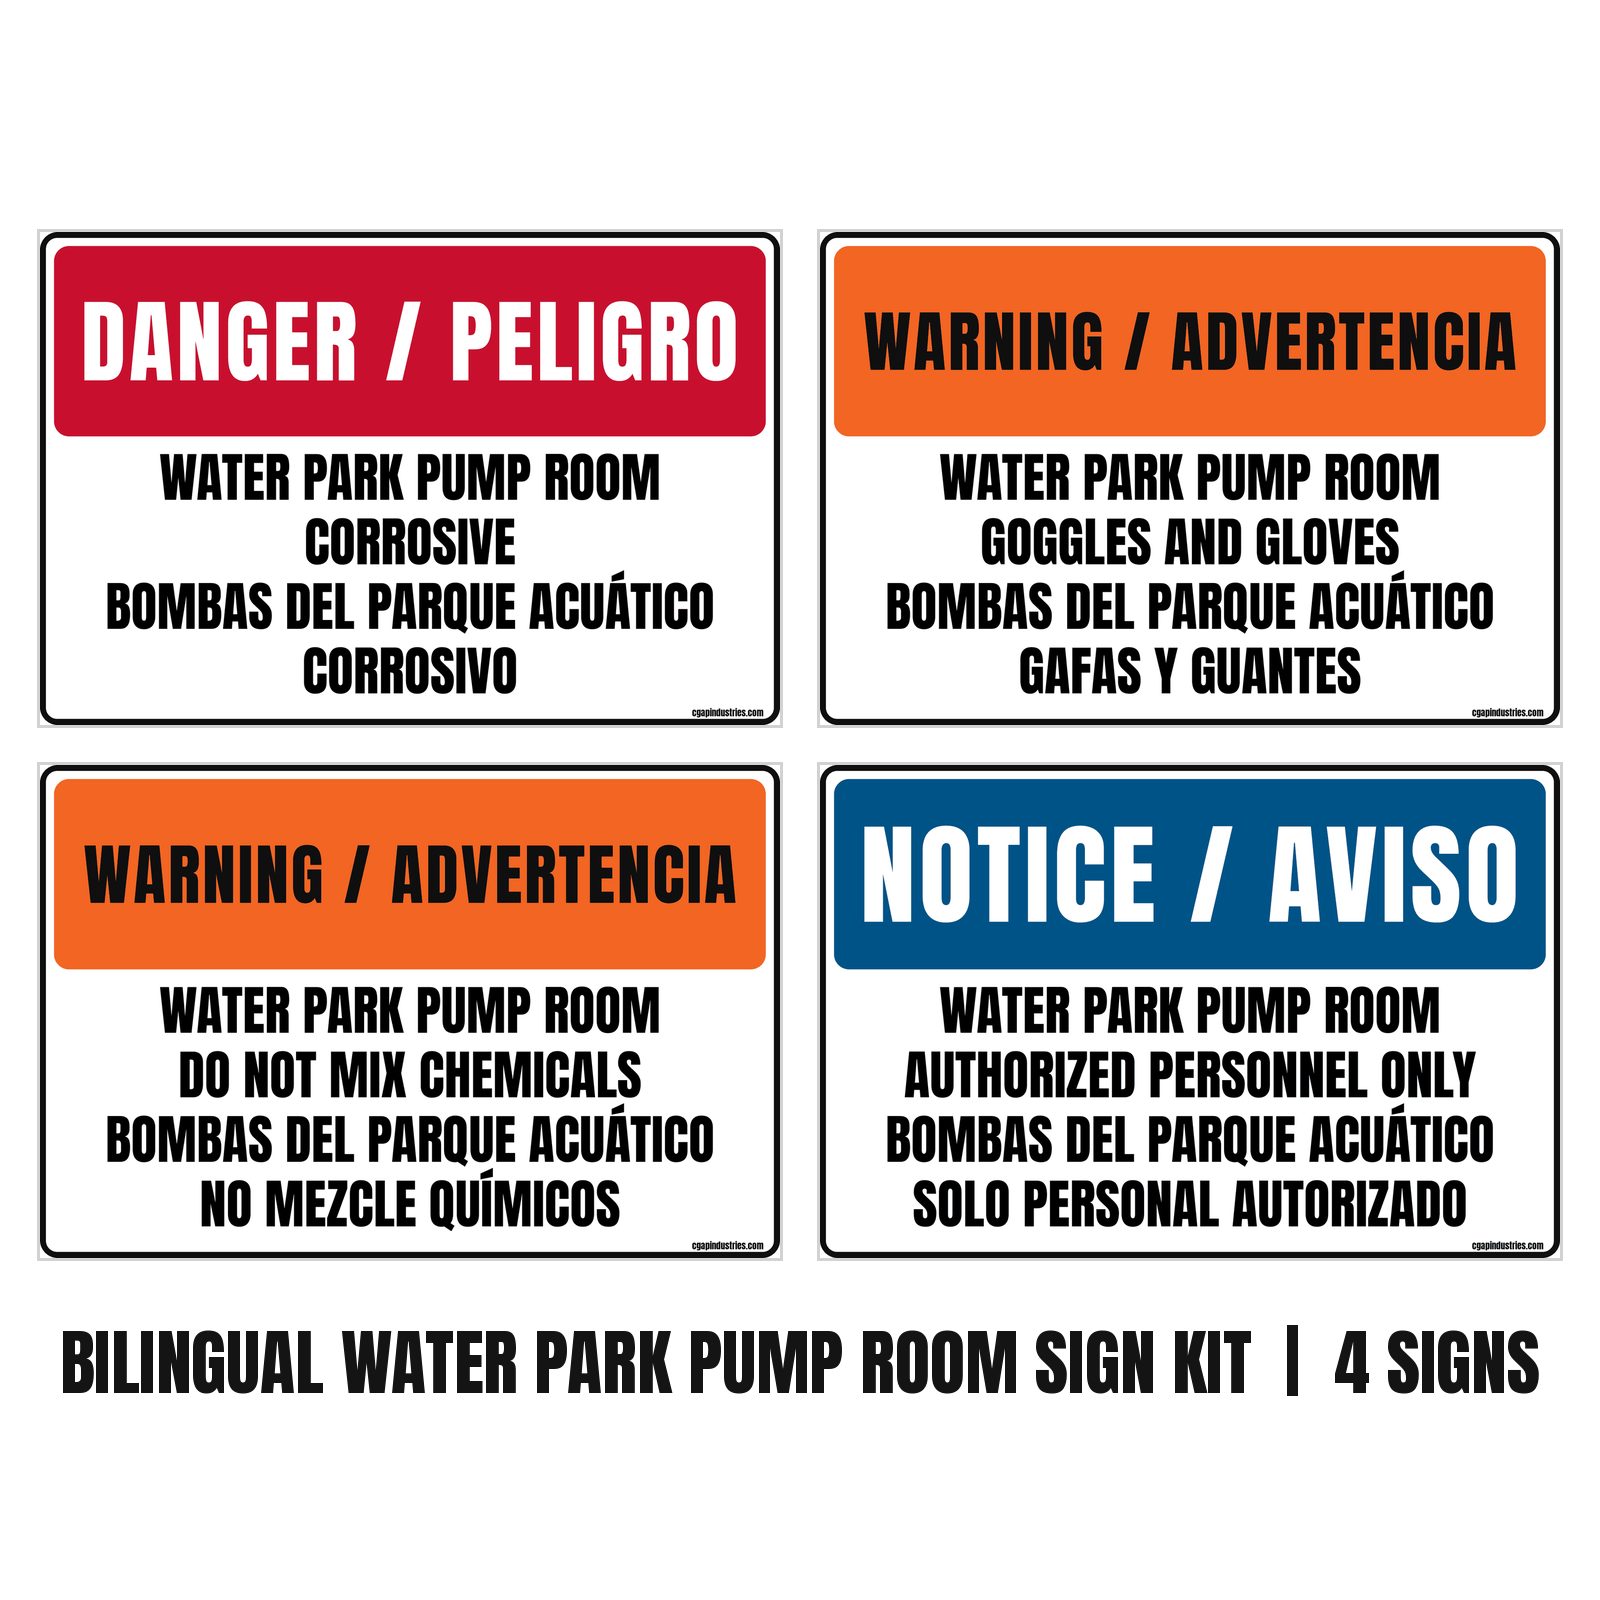 DANGER / PELIGRO
WATER PARK PUMP ROOM
CORROSIVE
BOMBAS DEL PARQUE ACUÁTICO
CORROSIVO
cgapindustries.com
WARNING / ADVERTENCIA
WATER PARK PUMP ROOM
GOGGLES AND GLOVES
BOMBAS DEL PARQUE ACUÁTICO
GAFAS Y GUANTES
cgapindustries.com
WARNING / ADVERTENCIA
WATER PARK PUMP ROOM
DO NOT MIX CHEMICALS
BOMBAS DEL PARQUE ACUÁTICO
NO MEZCLE QUÍMICOS
cgapindustries.com
NOTICE / AVISO
WATER PARK PUMP ROOM
AUTHORIZED PERSONNEL ONLY
BOMBAS DEL PARQUE ACUÁTICO
SOLO PERSONAL AUTORIZADO
cgapindustries.com
BILINGUAL WATER PARK PUMP ROOM SIGN KIT | 4 SIGNS